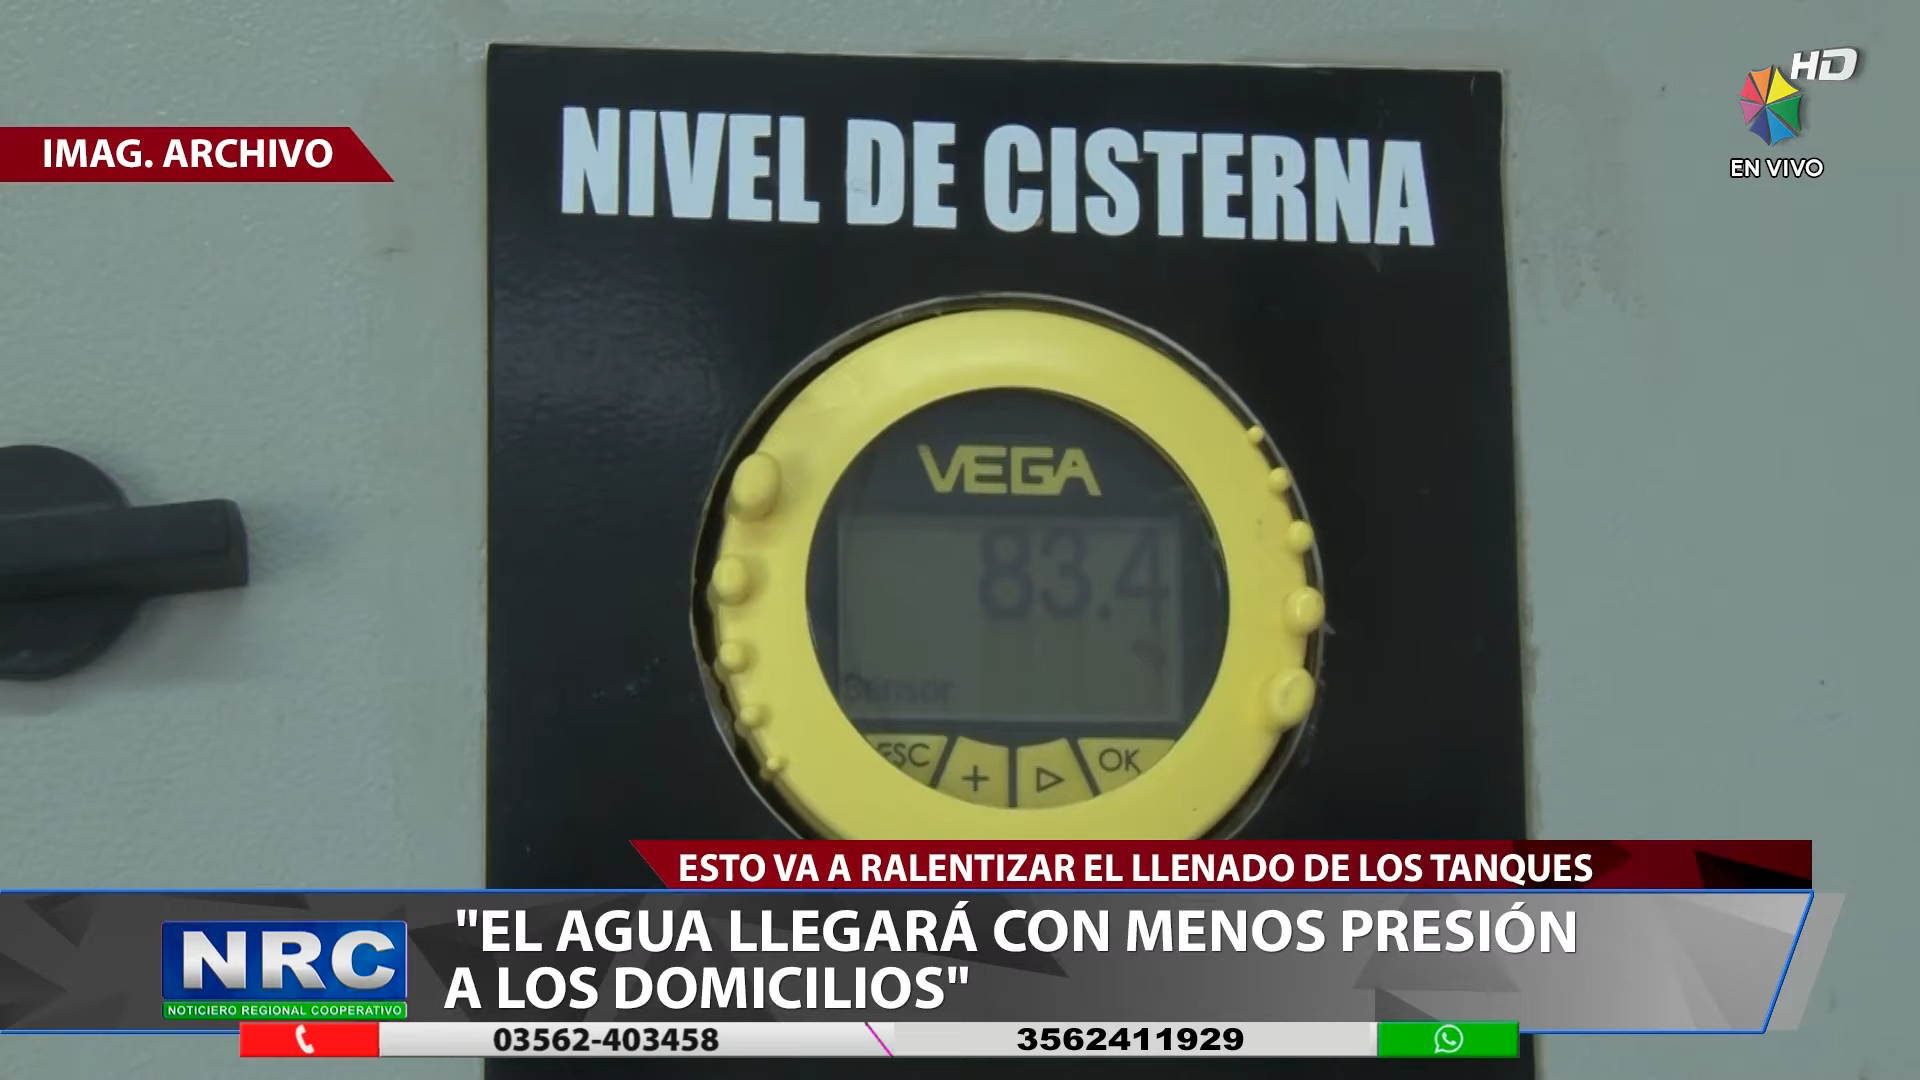 HD
EN VIVO
IMAG. ARCHIVO
NIVEL DE CISTERNA
VEGA
83.4
Sensor
ESC
+
OK
ESTO VA A RALENTIZAR EL LLENADO DE LOS TANQUES
"EL AGUA LLEGARÁ CON MENOS PRESIÓN
A LOS DOMICILIOS"
NRC
NOTICIERO REGIONAL COOPERATIVO
03562-403458
3562411929